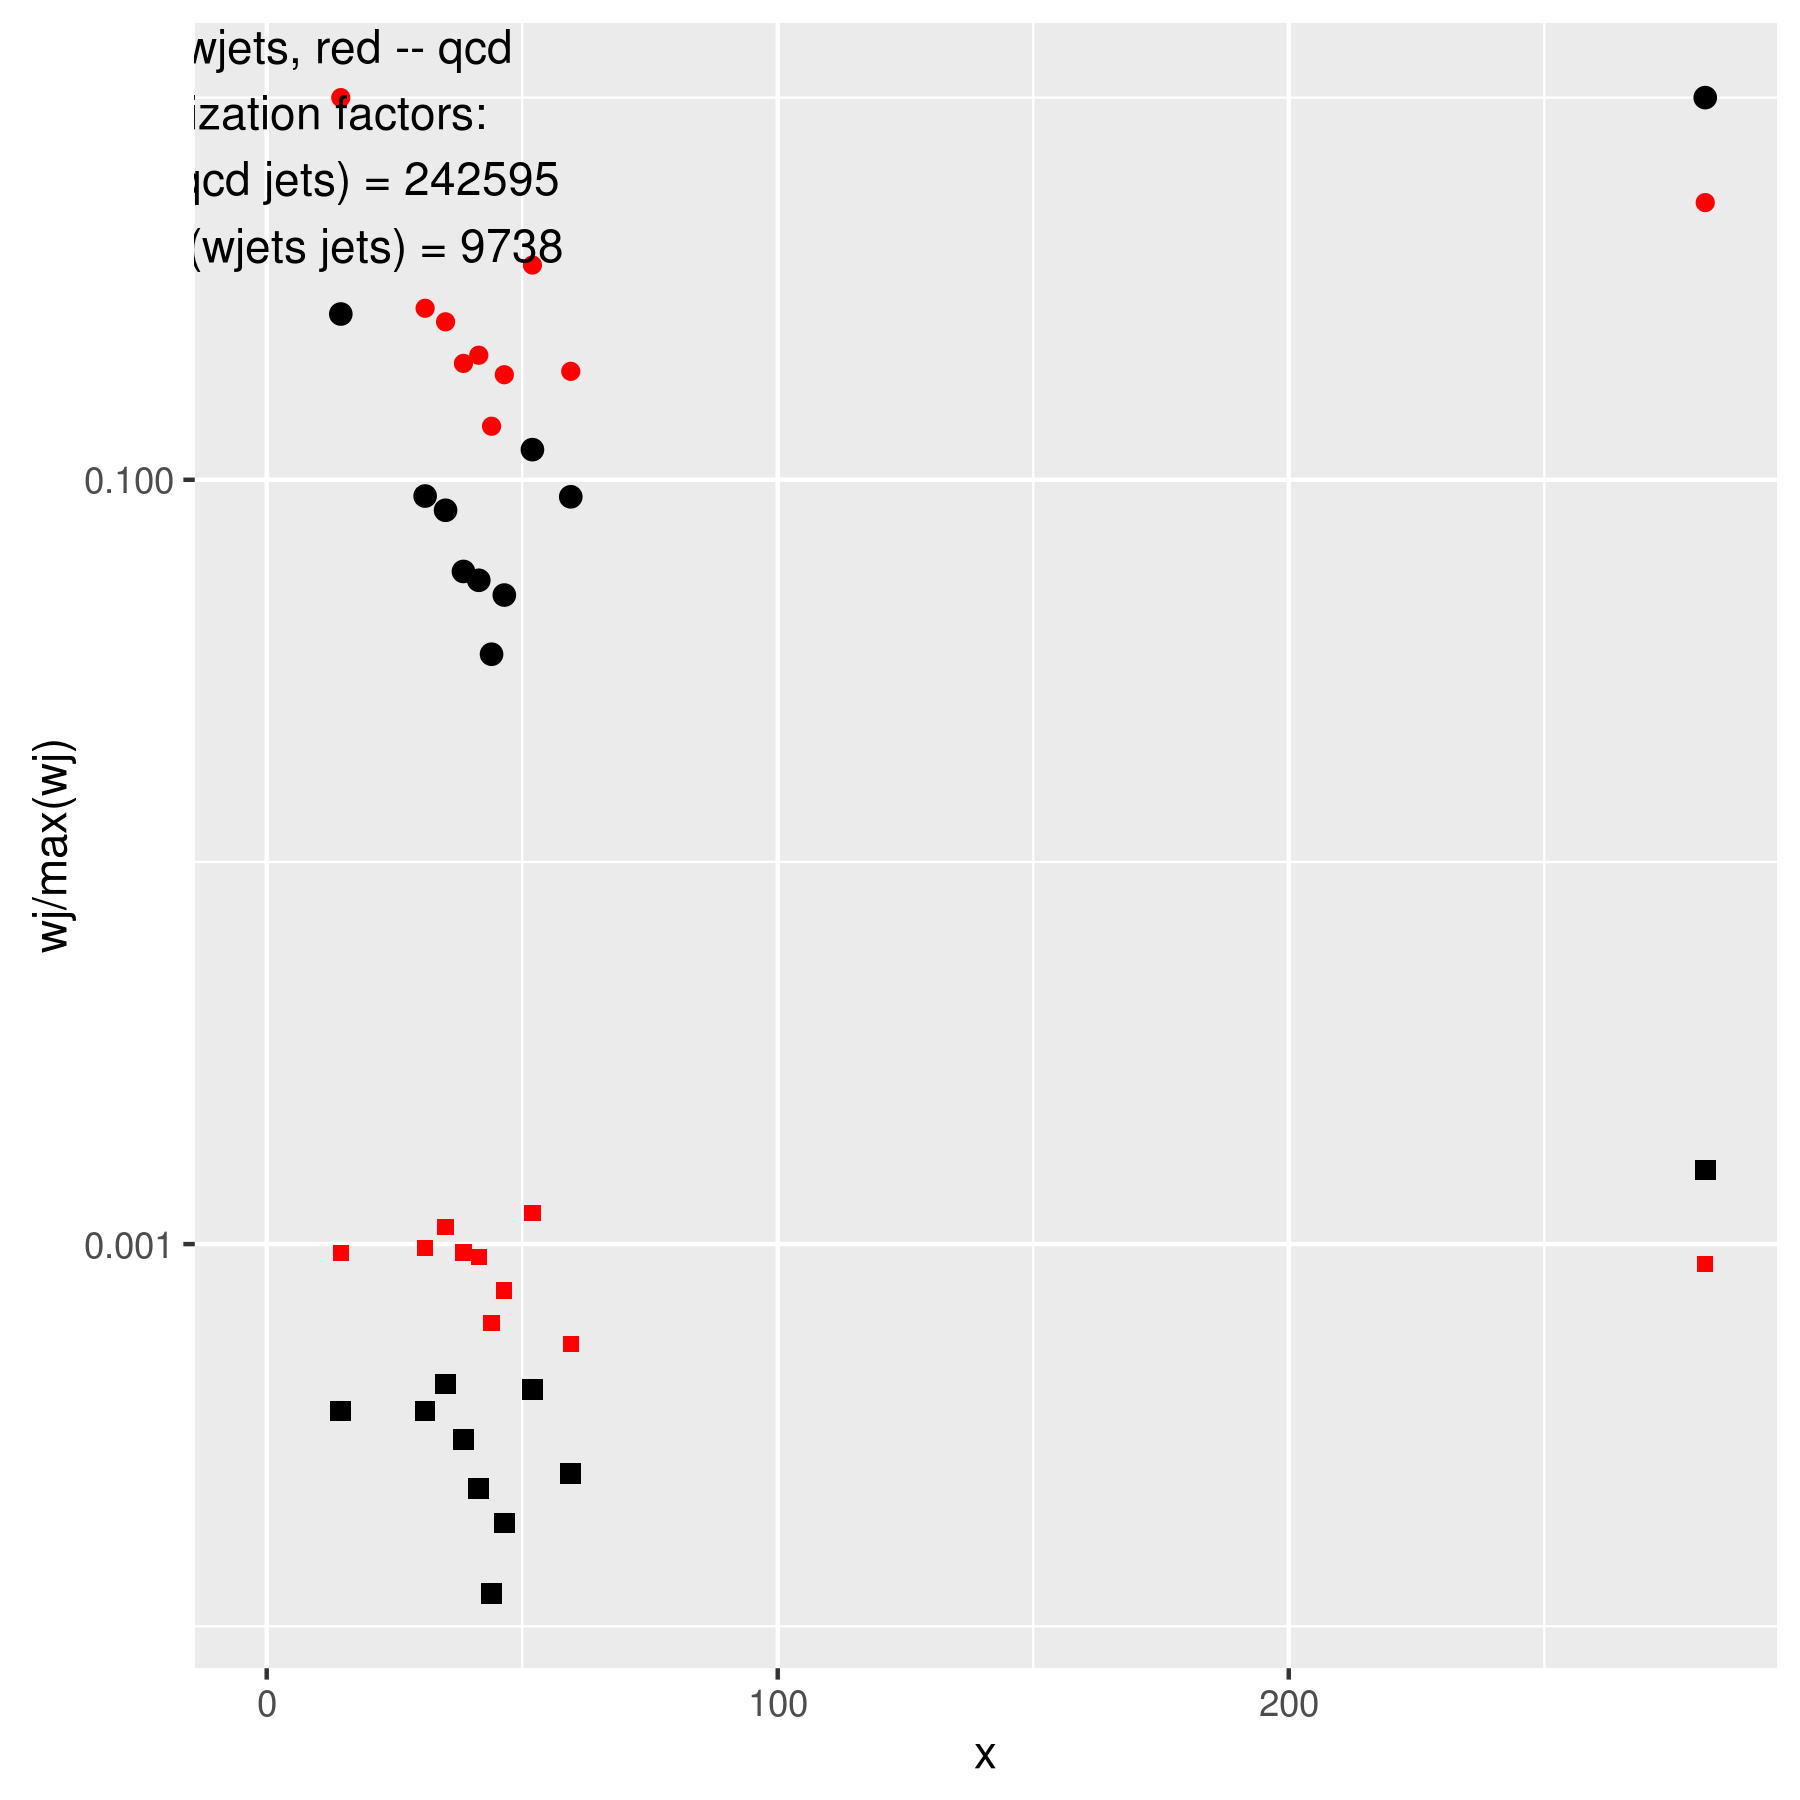 wjets, red -- qcd
ization factors:
qcd jets) = 242595
(wjets jets) = 9738
0.100
0.001
wj/max(wj)
0 100 200
x